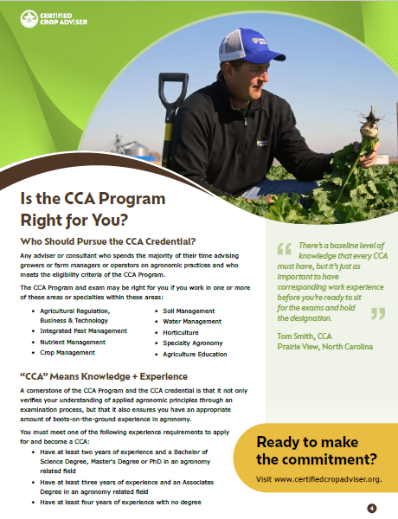 CERTIFIED
CROP ADVISER
Is the CCA Program
Right for You?
Who Should Pursue the CCA Credential?
Any adviser or consultant who spends the majority of their time advising
growers or farm managers or operators on agronomic practices and who
meets the eligibility criteria of the CCA Program.
The CCA Program and exam may be right for you if you work in one or more
of these areas or specialties within these areas:
• Agricultural Regulation,
Business & Technology
• Integrated Pest Management
• Nutrient Management
• Crop Management
• Soil Management
• Water Management
• Horticulture
• Specialty Agronomy
• Agriculture Education
“CCA” Means Knowledge + Experience
A cornerstone of the CCA Program and the CCA credential is that it not only
verifies your understanding of applied agronomic principles through an
examination process, but that it also ensures you have an appropriate
amount of boots-on-the-ground experience in agronomy.
You must meet one of the following experience requirements to apply
for and become a CCA:
• Have at least two years of experience and a Bachelor of
Science Degree, Master's Degree or PhD in an agronomy
related field
• Have at least three years of experience and an Associates
Degree in an agronomy related field
• Have at least four years of experience with no degree
“ There's a baseline level of
knowledge that every CCA
must have, but it's just as
important to have
corresponding work experience
before you're ready to sit
for the exams and hold
the designation. ”
Tom Smith, CCA
Prairie View, North Carolina
Ready to make
the commitment?
Visit www.certifiedcropadviser.org.
4